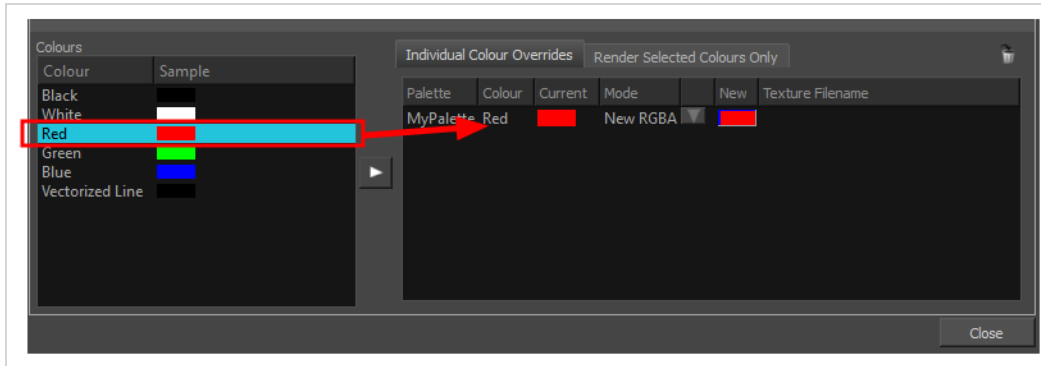 Colours
Colour Sample
Black
White
Red
Green
Blue
Vectorized Line
Individual Colour Overrides Render Selected Colours Only
Palette Colour Current Mode New Texture Filename
MyPalette Red New RGBA
Close